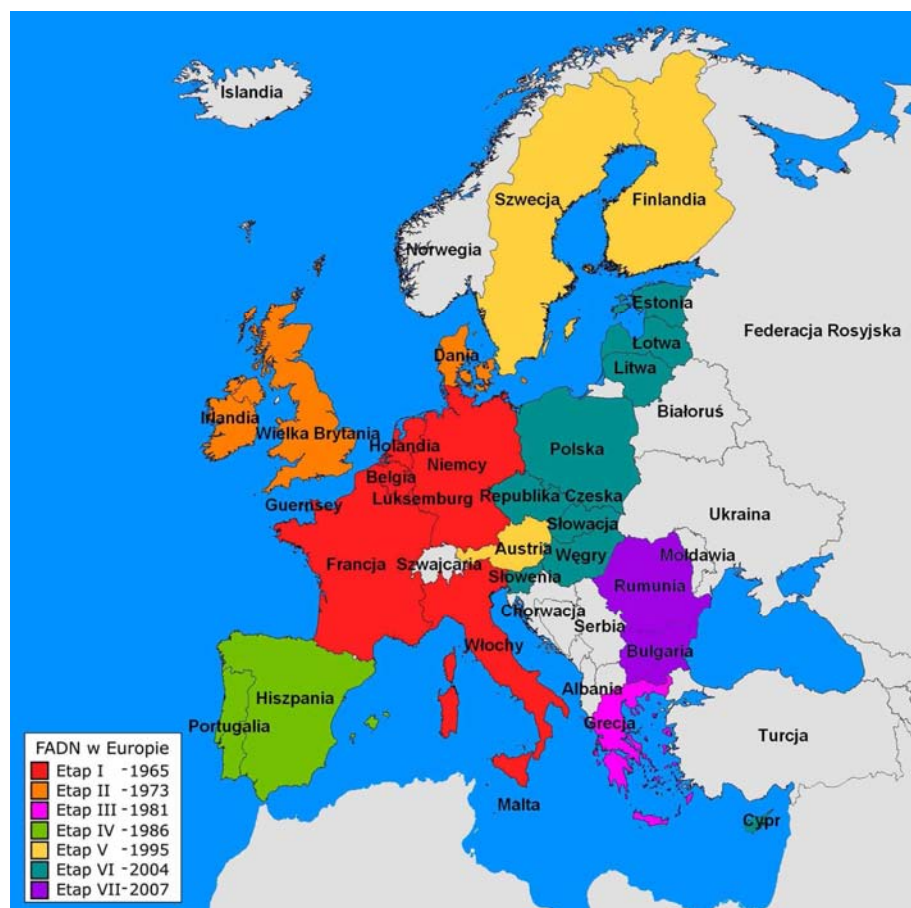 Islandia
Szwecja
Finlandia
Norwegia
Estonia
Federacja Rosyjska
Łotwa
Dania
Litwa
Białoruś
Irlandia
Wielka Brytania
Holandia
Niemcy
Polska
Belgia
Luksemburg
Republika Czeska
Guernsey
Ukraina
Słowacja
Austria
Węgry
Mołdawia
Francja
Szwajcaria
Słowenia
Rumunia
Chorwacja
Serbia
Włochy
Bulgaria
Hiszpania
Albania
Portugalia
Grecja
Turcja
Malta
Cypr
FADN w Europie
Etap I -1965
Etap II -1973
Etap III -1981
Etap IV -1986
Etap V -1995
Etap VI -2004
Etap VII-2007